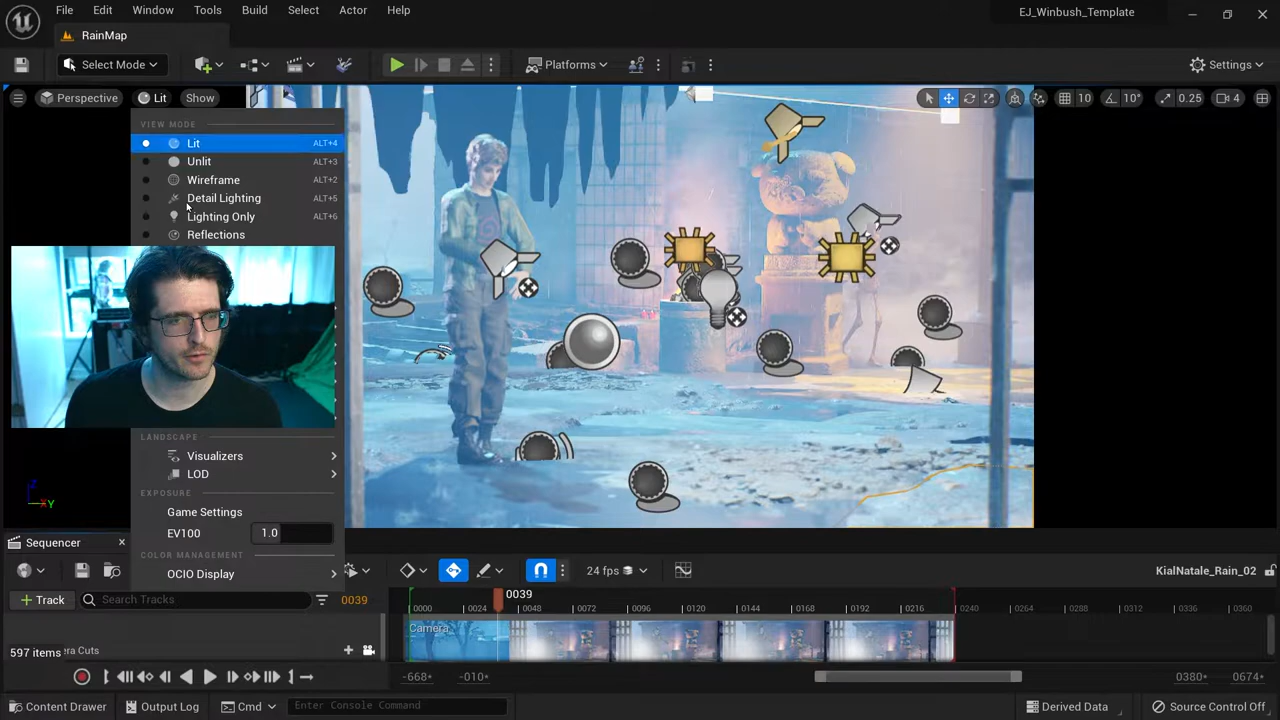 File Edit Window Tools Build Select Actor Help
EJ_Winbush_Template
RainMap
Select Mode
Platforms
Settings
Perspective Lit Show
10 10° 0.25 4
VIEW MODE
Lit ALT+4
Unlit ALT+3
Wireframe ALT+2
Detail Lighting ALT+5
Lighting Only ALT+6
Reflections
LANDSCAPE
Visualizers
LOD
EXPOSURE
Game Settings
EV100 1.0
COLOR MANAGEMENT
OCIO Display
Z
Y
Sequencer
24 fps
KialNatale_Rain_02
Track Search Tracks 0039
0039
0000 0024 0048 0072 0096 0120 0144 0168 0192 0216 0240 0264 0288 0312 0336 0360
Camera
597 items
era Cuts
-668* -010* 0380* 0674*
Content Drawer Output Log Cmd Enter Console Command Derived Data Source Control Off